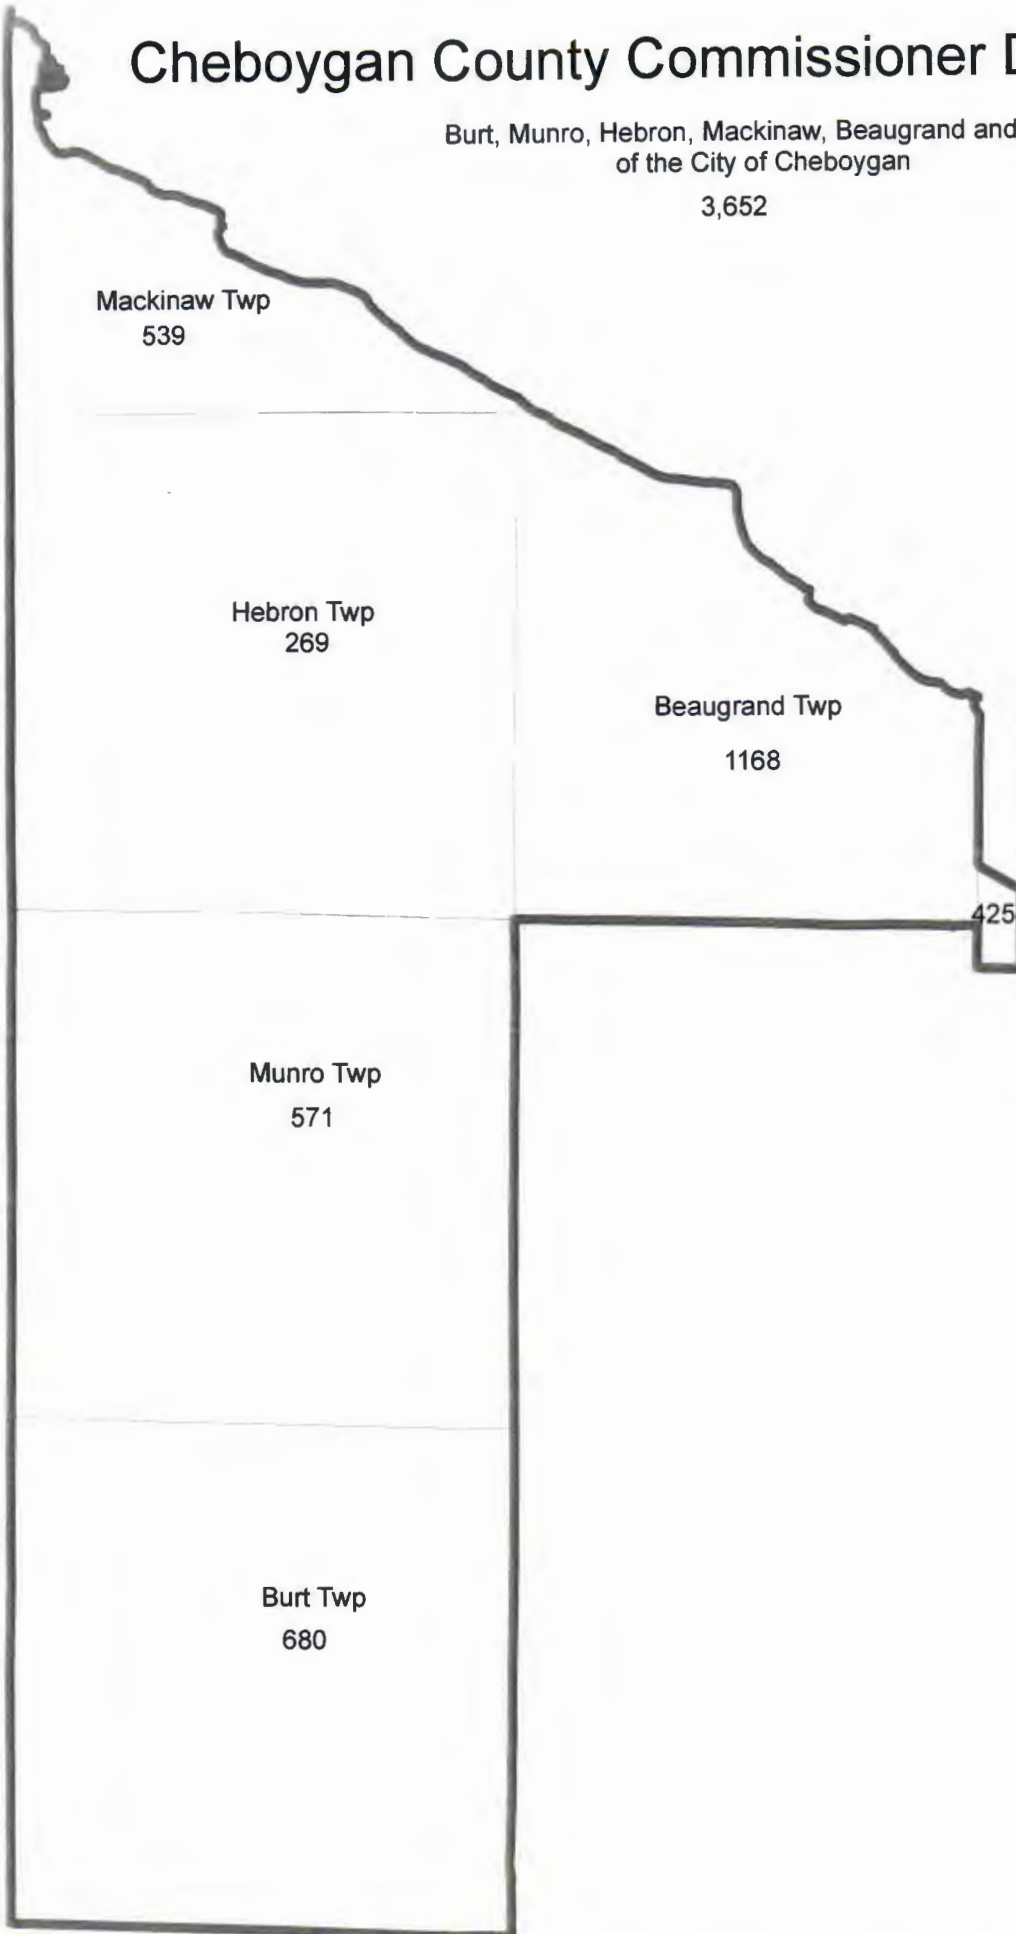 Cheboygan County Commissioner D
Burt, Munro, Hebron, Mackinaw, Beaugrand and
of the City of Cheboygan
3,652
Mackinaw Twp
539
Hebron Twp
269
Beaugrand Twp
1168
425
Munro Twp
571
Burt Twp
680